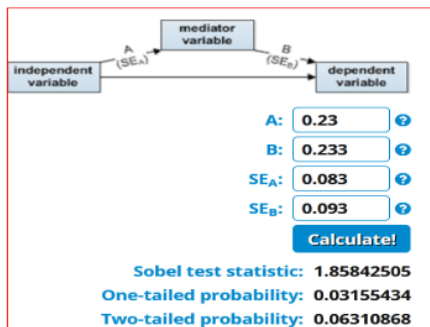 mediator
variable
A
(SEA)
B
(SEB)
independent
variable
dependent
variable
A: 0.23 ?
B: 0.233 ?
SEA: 0.083 ?
SEB: 0.093 ?
Calculate!
Sobel test statistic: 1.85842505
One-tailed probability: 0.03155434
Two-tailed probability: 0.06310868